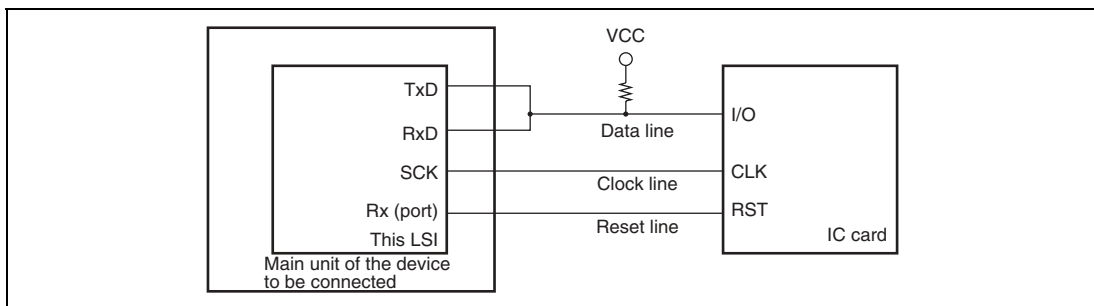 VCC
TxD
I/O
RxD
Data line
SCK
CLK
Clock line
Rx (port)
RST
Reset line
This LSI
IC card
Main unit of the device
to be connected